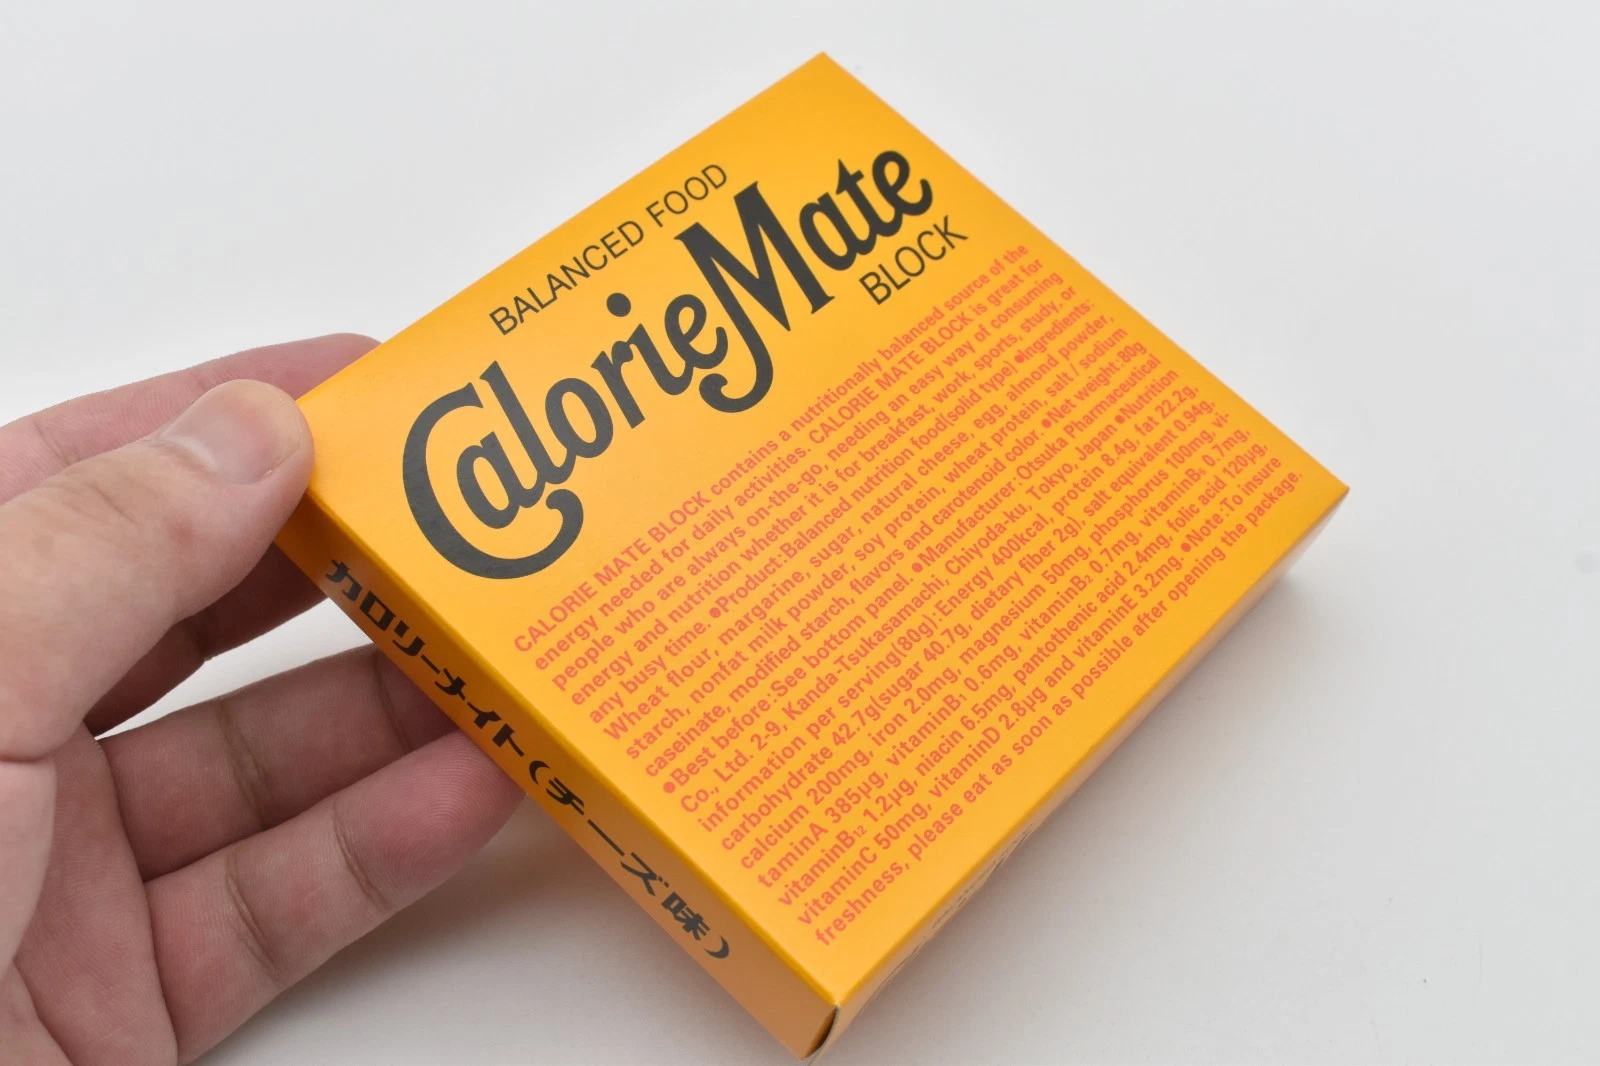 BALANCED FOOD
CalorieMate
BLOCK
CALORIE MATE BLOCK contains a nutritionally balanced source of the
energy needed for daily activities. CALORIE MATE BLOCK is great for
people who are always on-the-go, needing an easy way of consuming
energy and nutrition whether it is for breakfast, work, sports, study, or
any busy time. ●Product:Balanced nutrition food(solid type) ●Ingredients:
Wheat flour, margarine, sugar, natural cheese, egg, almond powder,
starch, nonfat milk powder, soy protein, wheat protein, salt / sodium
caseinate, modified starch, flavors and carotenoid color. ●Net weight:80g
●Best before:See bottom panel. ●Manufacturer:Otsuka Pharmaceutical
Co., Ltd. 2-9, Kanda-Tsukasamachi, Chiyoda-ku, Tokyo, Japan ●Nutrition
information per serving(80g):Energy 400kcal, protein 8.4g, fat 22.2g,
carbohydrate 42.7g(sugar 40.7g, dietary fiber 2g), salt equivalent 0.94g,
calcium 200mg, iron 2.0mg, magnesium 50mg, phosphorus 100mg, vi-
taminA 385μg, vitaminB₁ 0.6mg, vitaminB₂ 0.7mg, vitaminB₆ 0.7mg,
vitaminB₁₂ 1.2μg, niacin 6.5mg, pantothenic acid 2.4mg, folic acid 120μg,
vitaminC 50mg, vitaminD 2.8μg and vitaminE 3.2mg. ●Note:To insure
freshness, please eat as soon as possible after opening the package.
カロリーメイト(チーズ味)